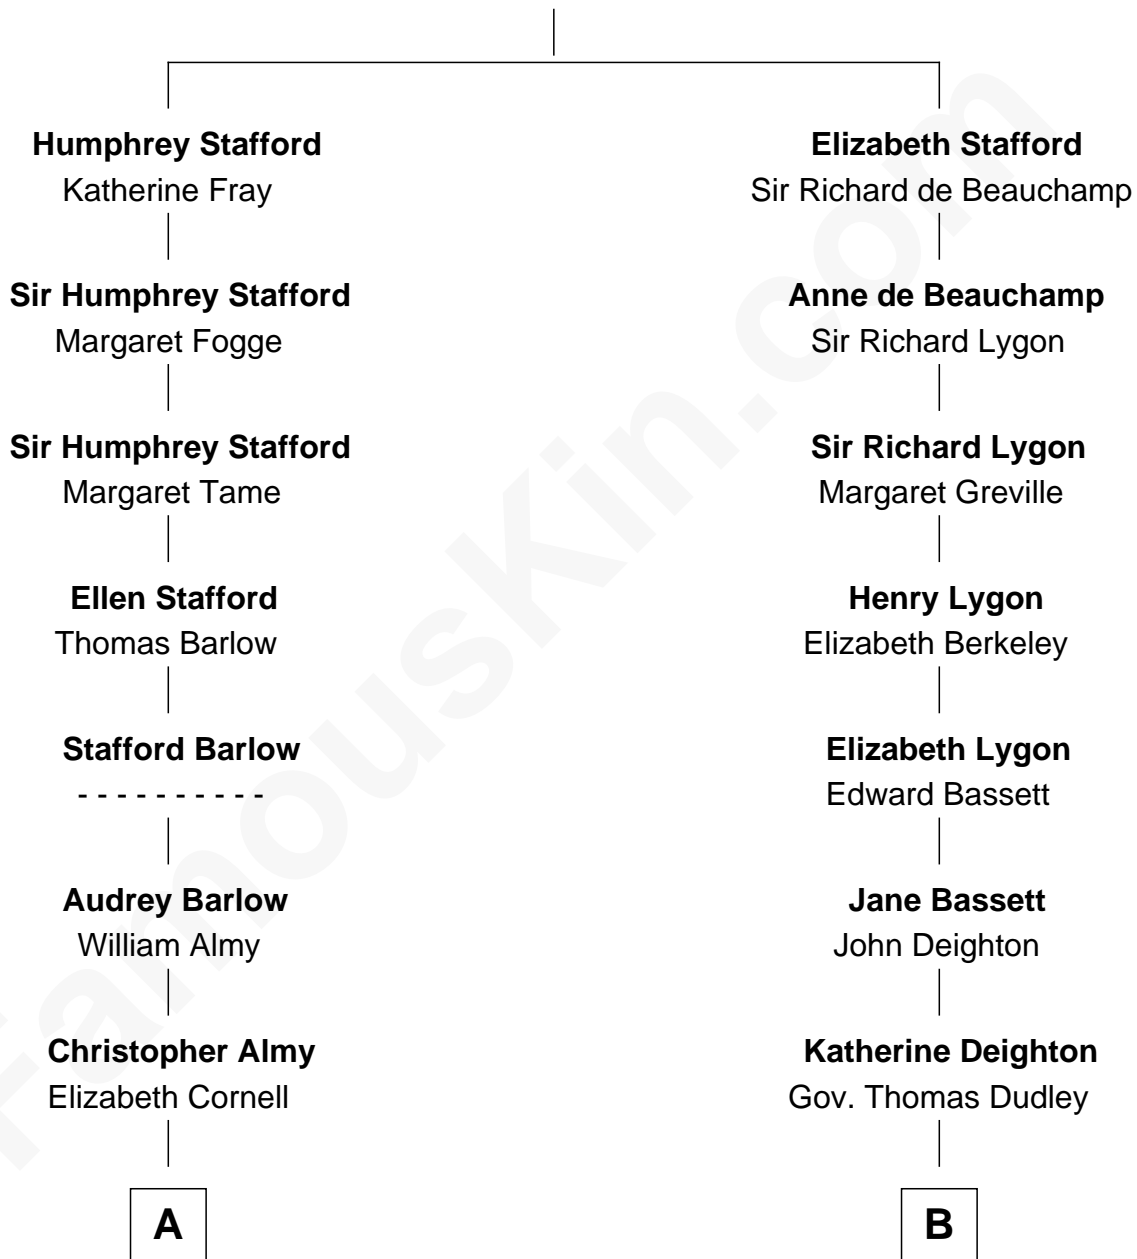 Humphrey Stafford
Katherine Fray
Sir Humphrey Stafford
Margaret Fogge
Sir Humphrey Stafford
Margaret Tame
Ellen Stafford
Thomas Barlow
Stafford Barlow
- - - - - - - - - -
Audrey Barlow
William Almy
Christopher Almy
Elizabeth Cornell
A
Elizabeth Stafford
Sir Richard de Beauchamp
Anne de Beauchamp
Sir Richard Lygon
Sir Richard Lygon
Margaret Greville
Henry Lygon
Elizabeth Berkeley
Elizabeth Lygon
Edward Bassett
Jane Bassett
John Deighton
Katherine Deighton
Gov. Thomas Dudley
B
FamousKin.com